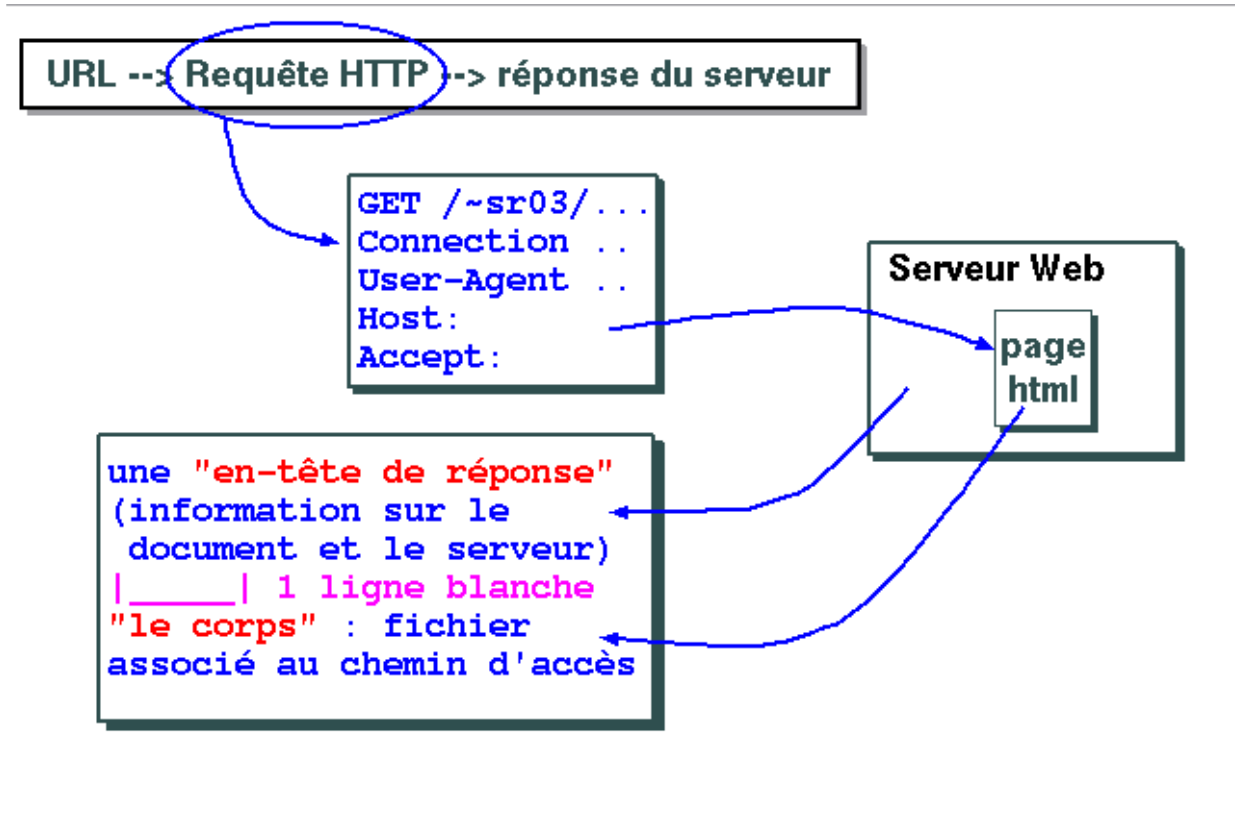 URL --> Requête HTTP --> réponse du serveur
GET /~sr03/...
Connection ..
User-Agent ..
Host:
Accept:
Serveur Web
page
html
une "en-tête de réponse"
(information sur le
document et le serveur)
|_____| 1 ligne blanche
"le corps" : fichier
associé au chemin d'accès